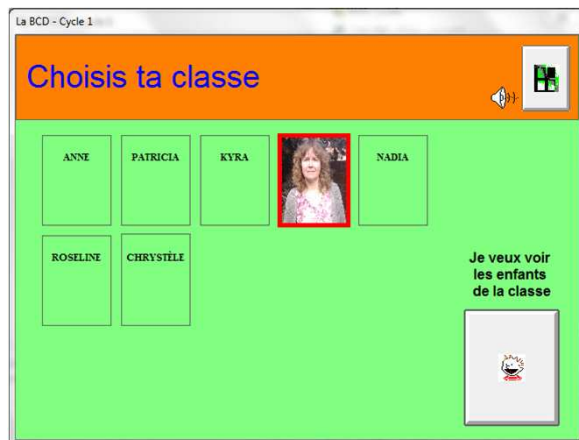 La BCD - Cycle 1
Choisis ta classe
ANNE PATRICIA KYRA NADIA
ROSELINE CHRYSTÈLE
Je veux voir
les enfants
de la classe